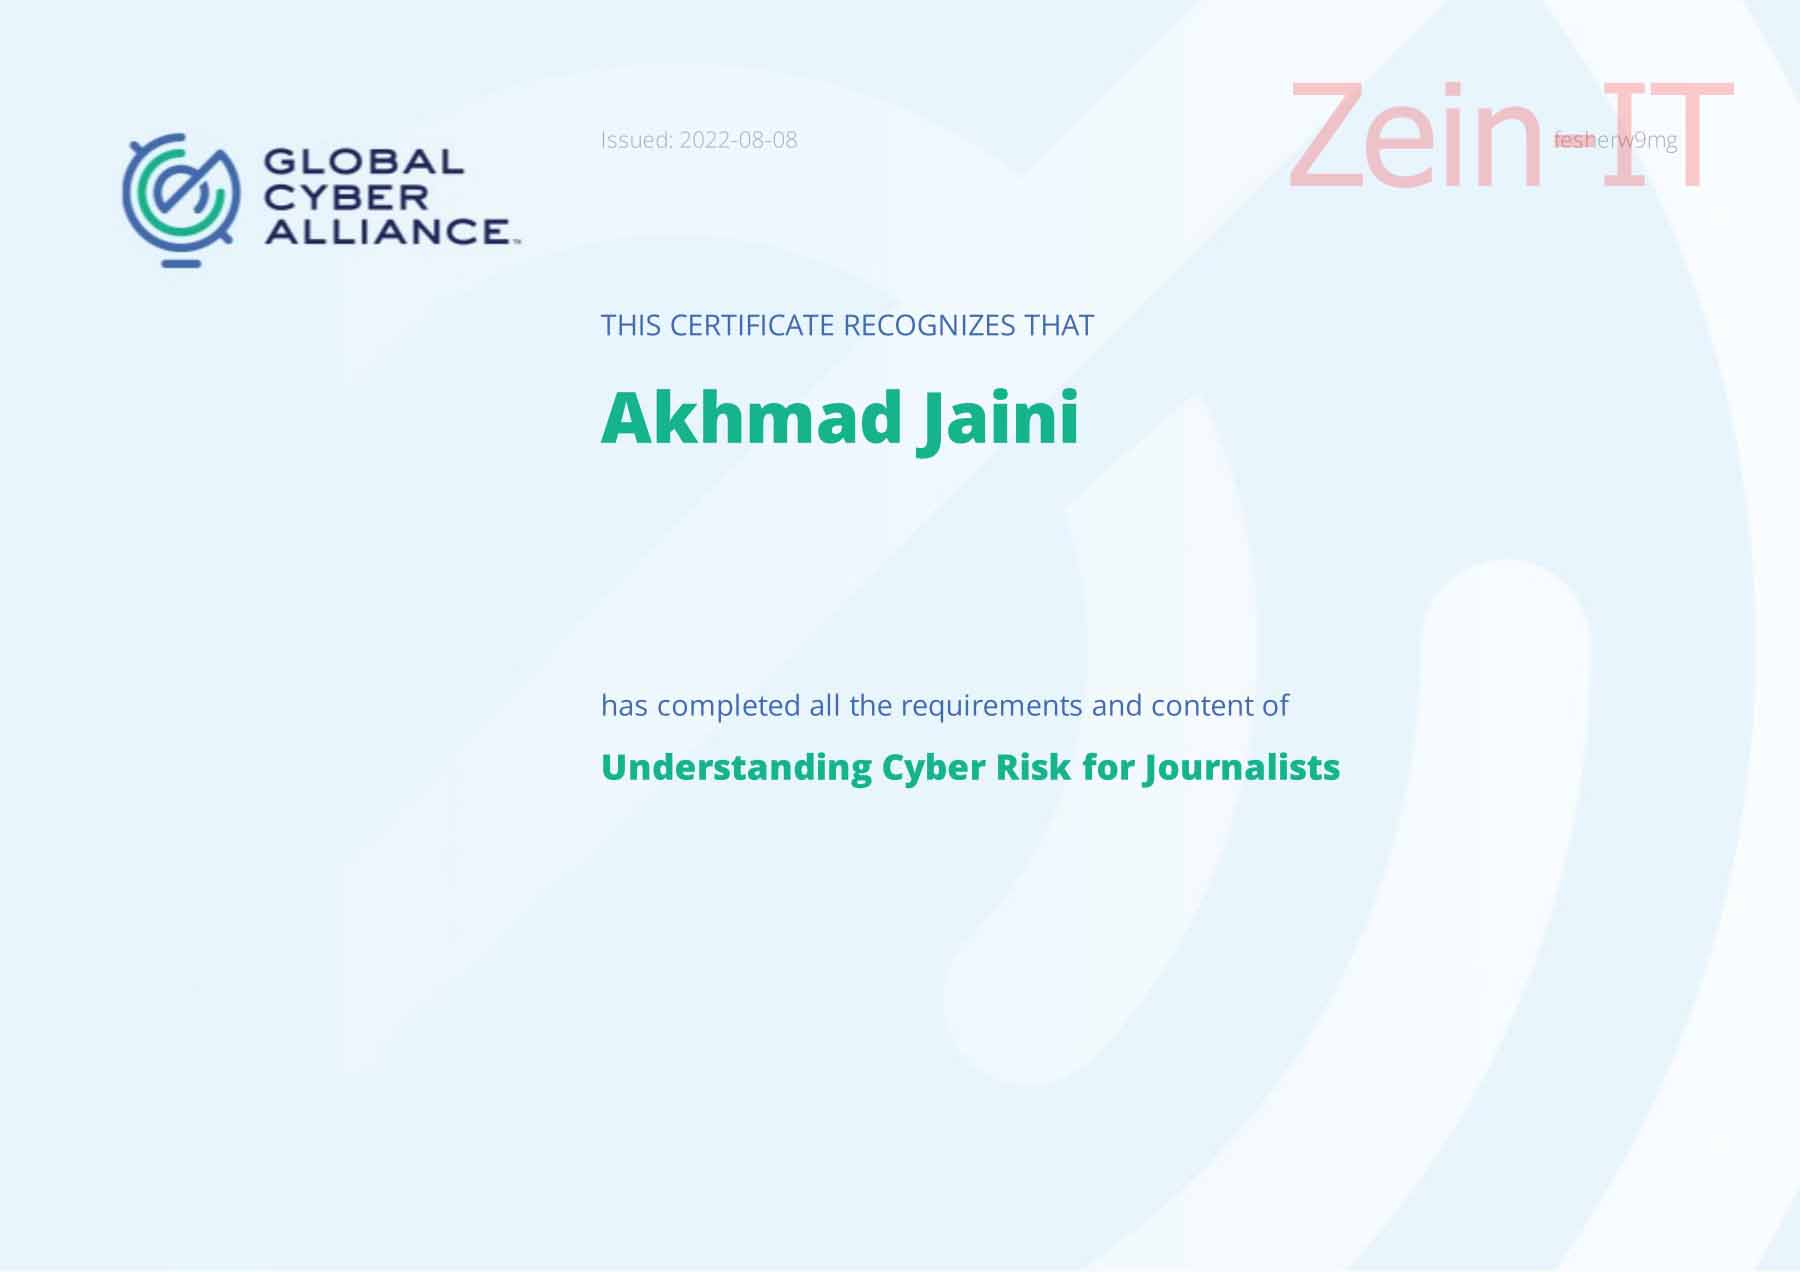 Issued: 2022-08-08
Zein-IT
fesherw9mg
GLOBAL
CYBER
ALLIANCE™
THIS CERTIFICATE RECOGNIZES THAT
Akhmad Jaini
has completed all the requirements and content of
Understanding Cyber Risk for Journalists